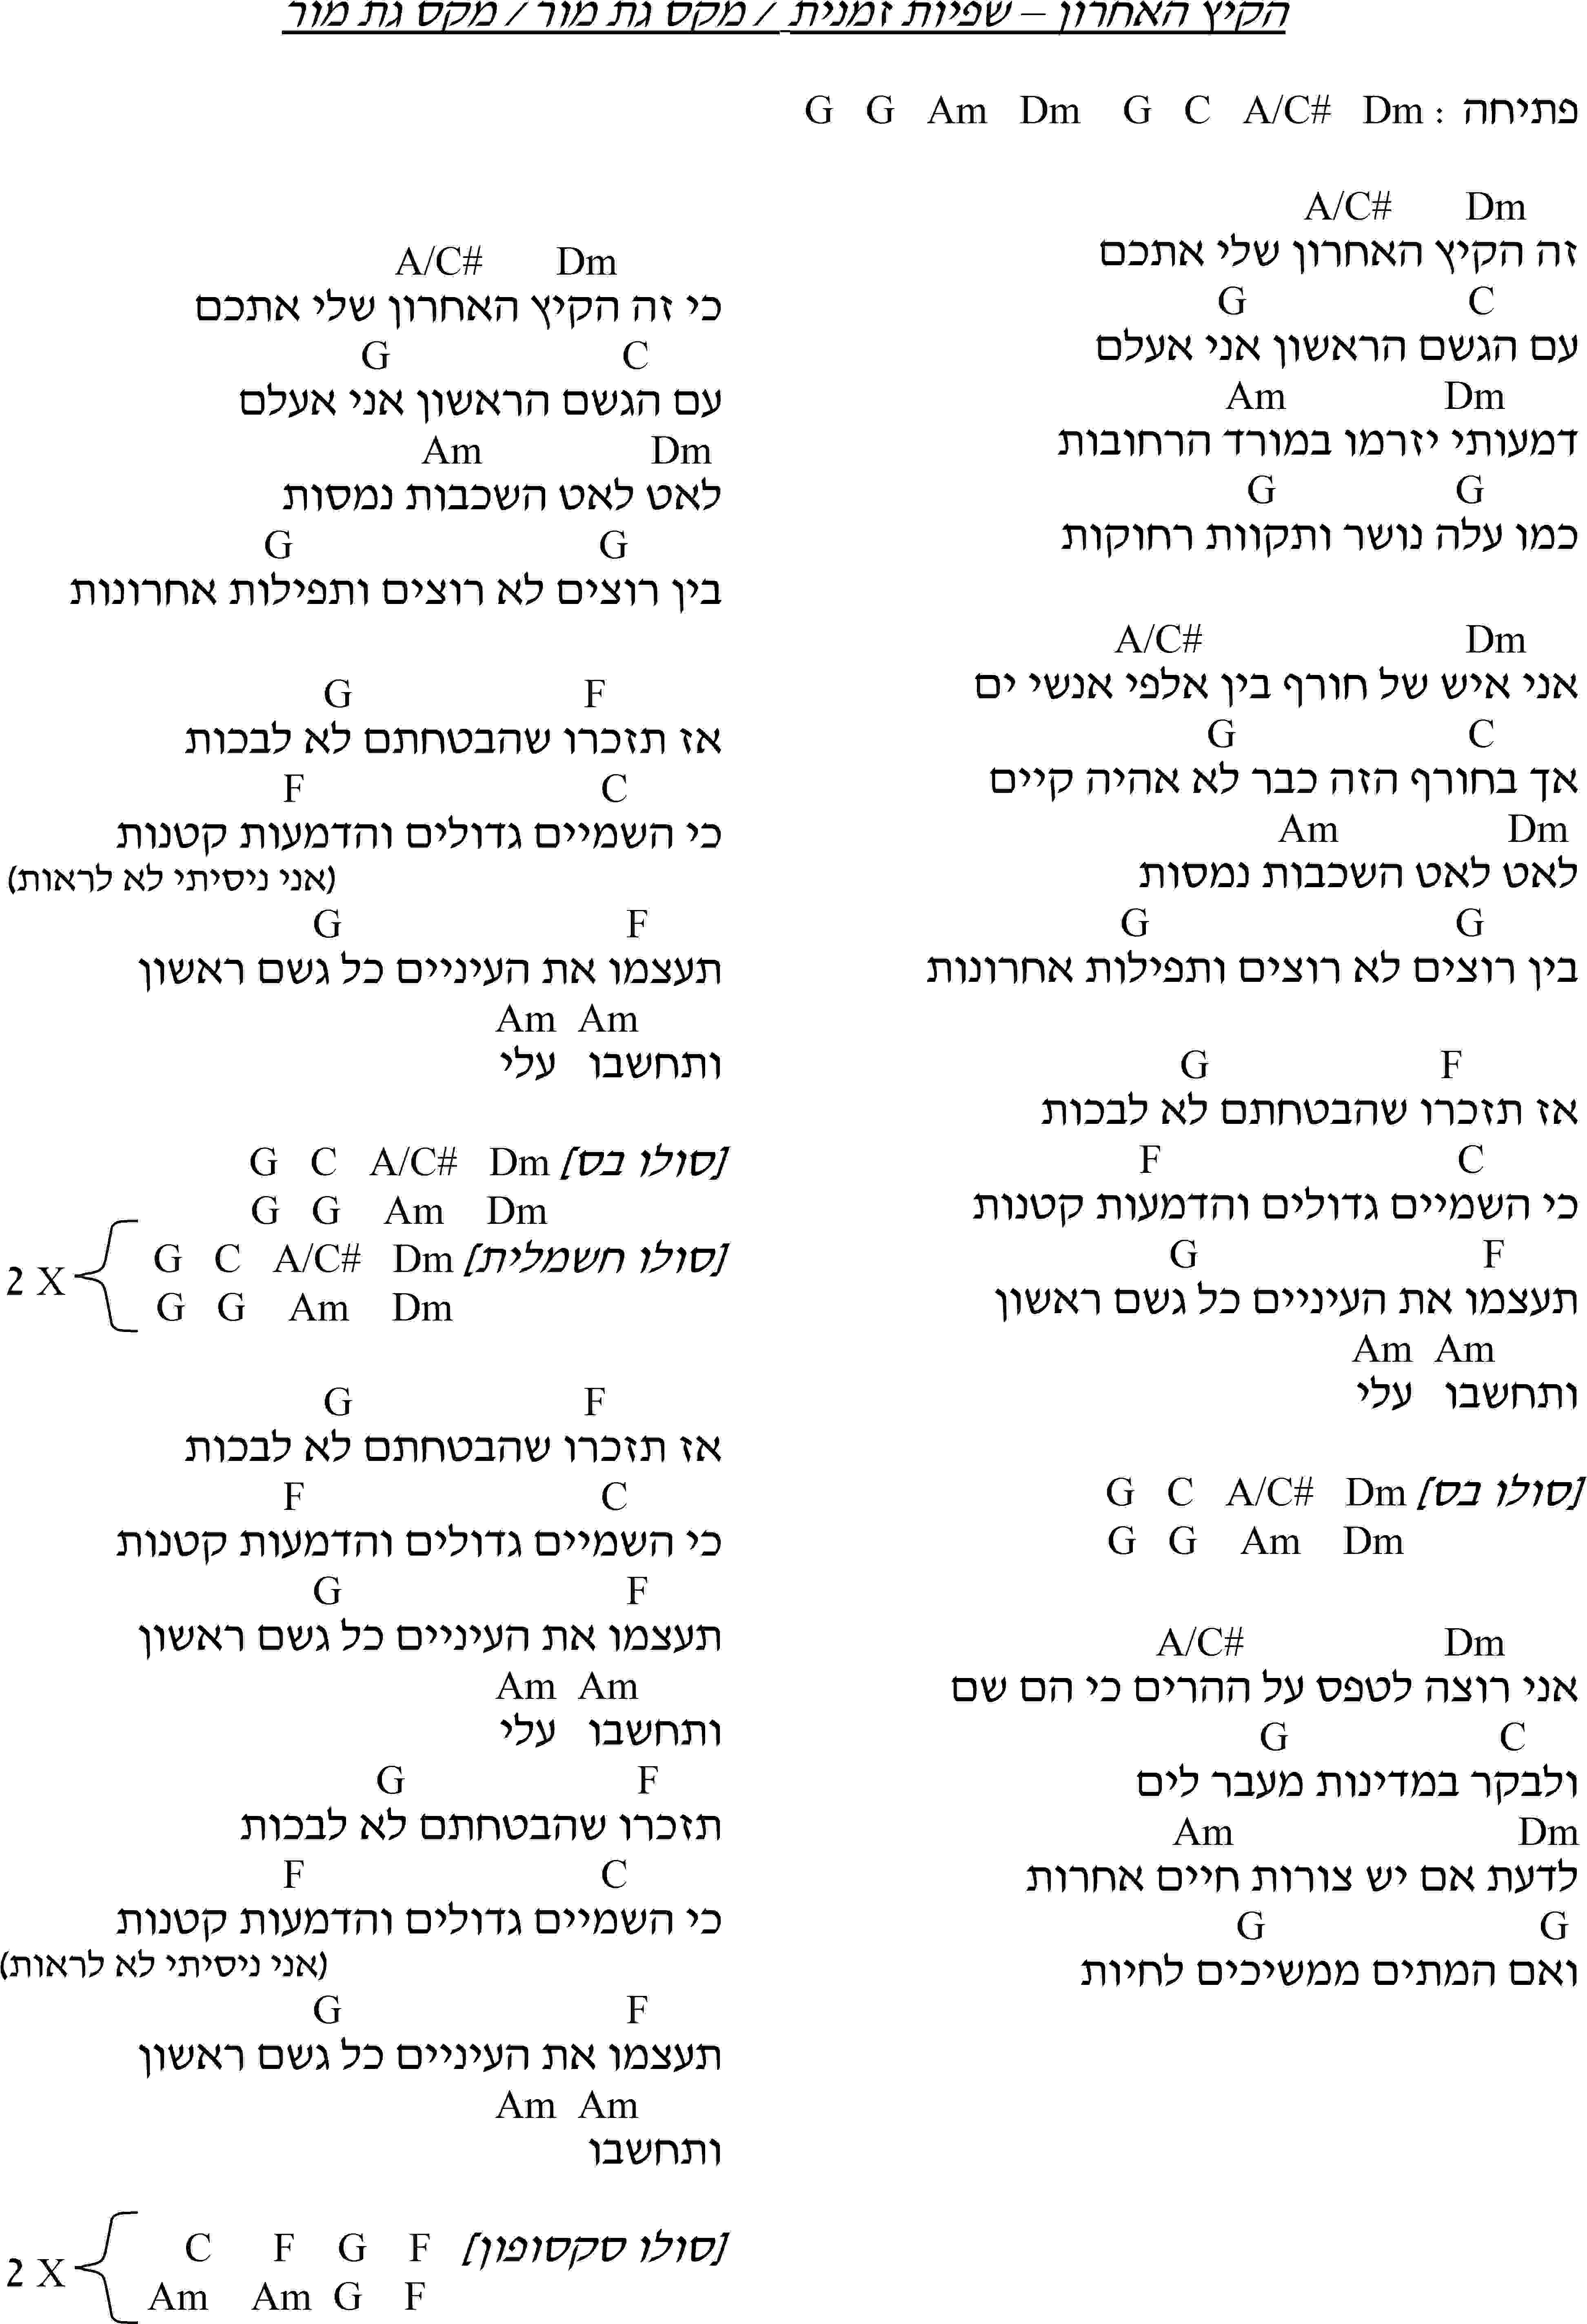 הקיץ האחרון – שפיות זמנית / מקס גת מור / מקס גת מור
פתיחה : G G Am Dm G C A/C# Dm
A/C# Dm
זה הקיץ האחרון שלי אתכם
G C
עם הגשם הראשון אני אעלם
Am Dm
דמעותי יזרמו במורד הרחובות
G G
כמו עלה נושר ותקוות רחוקות
A/C# Dm
אני איש של חורף בין אלפי אנשי ים
G C
אך בחורף הזה כבר לא אהיה קיים
Am Dm
לאט לאט השכבות נמסות
G G
בין רוצים לא רוצים ותפילות אחרונות
G F
אז תזכרו שהבטחתם לא לבכות
F C
כי השמיים גדולים והדמעות קטנות
G F
תעצמו את העיניים כל גשם ראשון
Am Am
ותחשבו עלי
[סולו בס] G C A/C# Dm
G G Am Dm
A/C# Dm
אני רוצה לטפס על ההרים כי הם שם
G C
ולבקר במדינות מעבר לים
Am Dm
לדעת אם יש צורות חיים אחרות
G G
ואם המתים ממשיכים לחיות
A/C# Dm
כי זה הקיץ האחרון שלי אתכם
G C
עם הגשם הראשון אני אעלם
Am Dm
לאט לאט השכבות נמסות
G G
בין רוצים לא רוצים ותפילות אחרונות
G F
אז תזכרו שהבטחתם לא לבכות
F C
כי השמיים גדולים והדמעות קטנות
(אני ניסיתי לא לראות)
G F
תעצמו את העיניים כל גשם ראשון
Am Am
ותחשבו עלי
[סולו בס] G C A/C# Dm
G G Am Dm
[סולו חשמלית] G C A/C# Dm
2 X
G G Am Dm
G F
אז תזכרו שהבטחתם לא לבכות
F C
כי השמיים גדולים והדמעות קטנות
G F
תעצמו את העיניים כל גשם ראשון
Am Am
ותחשבו עלי
G F
תזכרו שהבטחתם לא לבכות
F C
כי השמיים גדולים והדמעות קטנות
(אני ניסיתי לא לראות)
G F
תעצמו את העיניים כל גשם ראשון
Am Am
ותחשבו
[סולו סקסופון] C F G F
2 X
Am Am G F